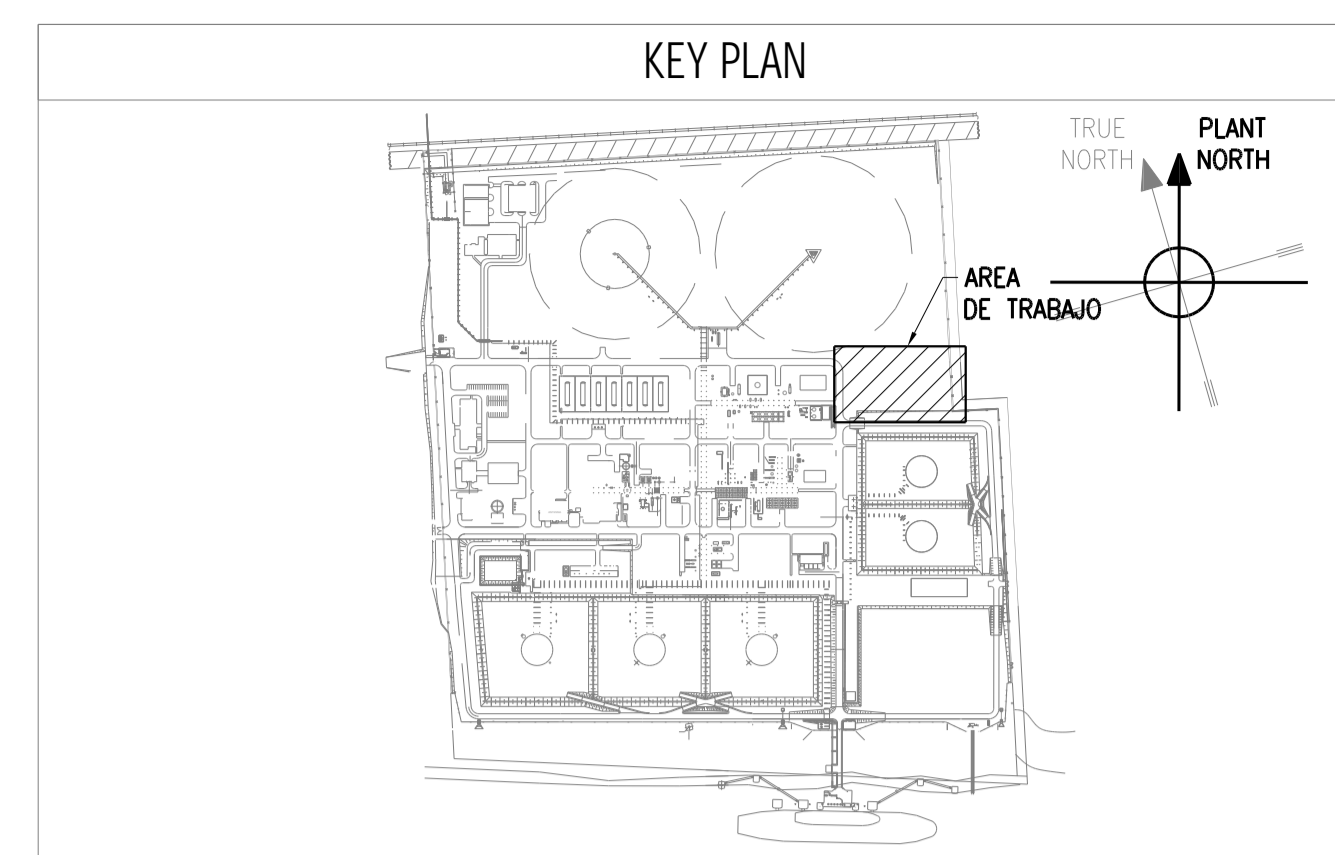 KEY PLAN
TRUE
NORTH
PLANT
NORTH
AREA
DE TRABAJO